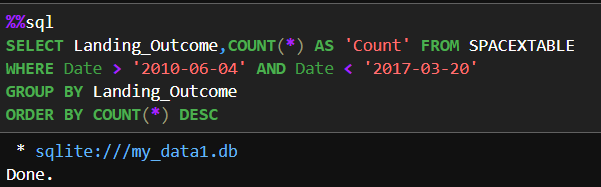 %%sql
SELECT Landing_Outcome,COUNT(*) AS 'Count' FROM SPACEXTABLE
WHERE Date > '2010-06-04' AND Date < '2017-03-20'
GROUP BY Landing_Outcome
ORDER BY COUNT(*) DESC
* sqlite:///my_data1.db
Done.